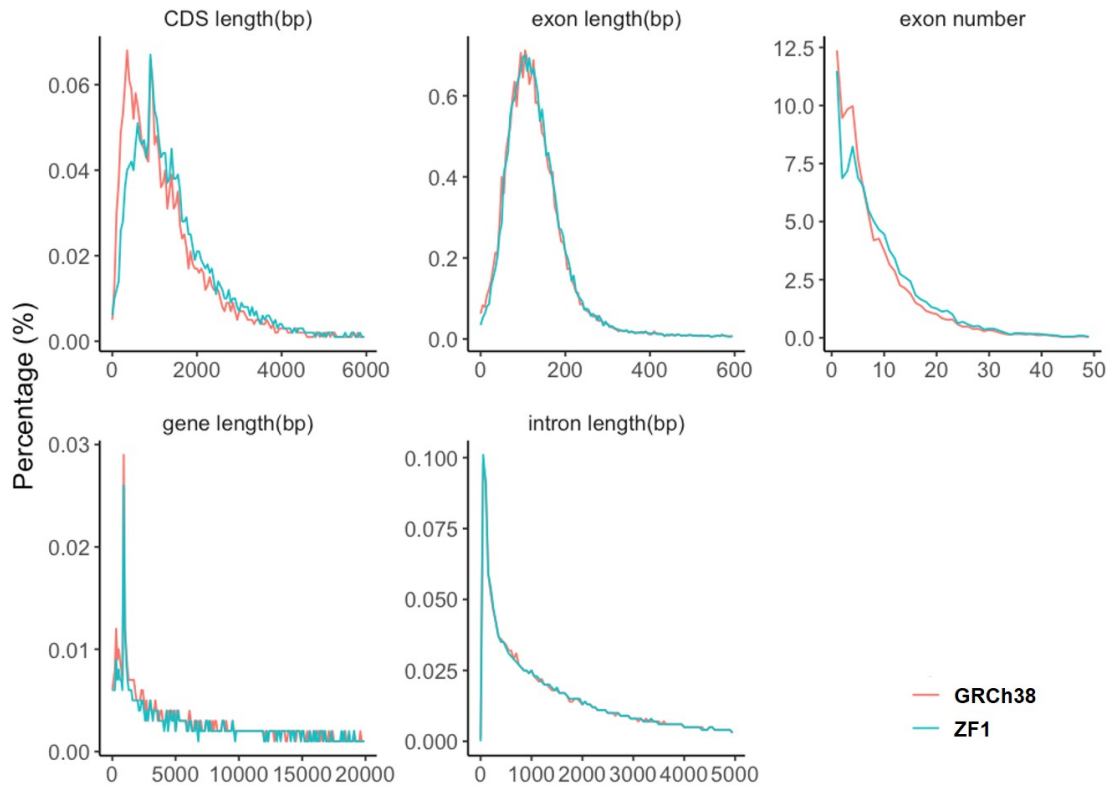 CDS length(bp)
exon length(bp)
exon number
0.06
0.04
0.02
0.00
0 2000 4000 6000
0.6
0.4
0.2
0.0
0 200 400 600
12.5
10.0
7.5
5.0
2.5
0.0
0 10 20 30 40 50
Percentage (%)
gene length(bp)
intron length(bp)
0.03
0.02
0.01
0.00
0 5000 10000 15000 20000
0.100
0.075
0.050
0.025
0.000
0 1000 2000 3000 4000 5000
GRCh38
ZF1